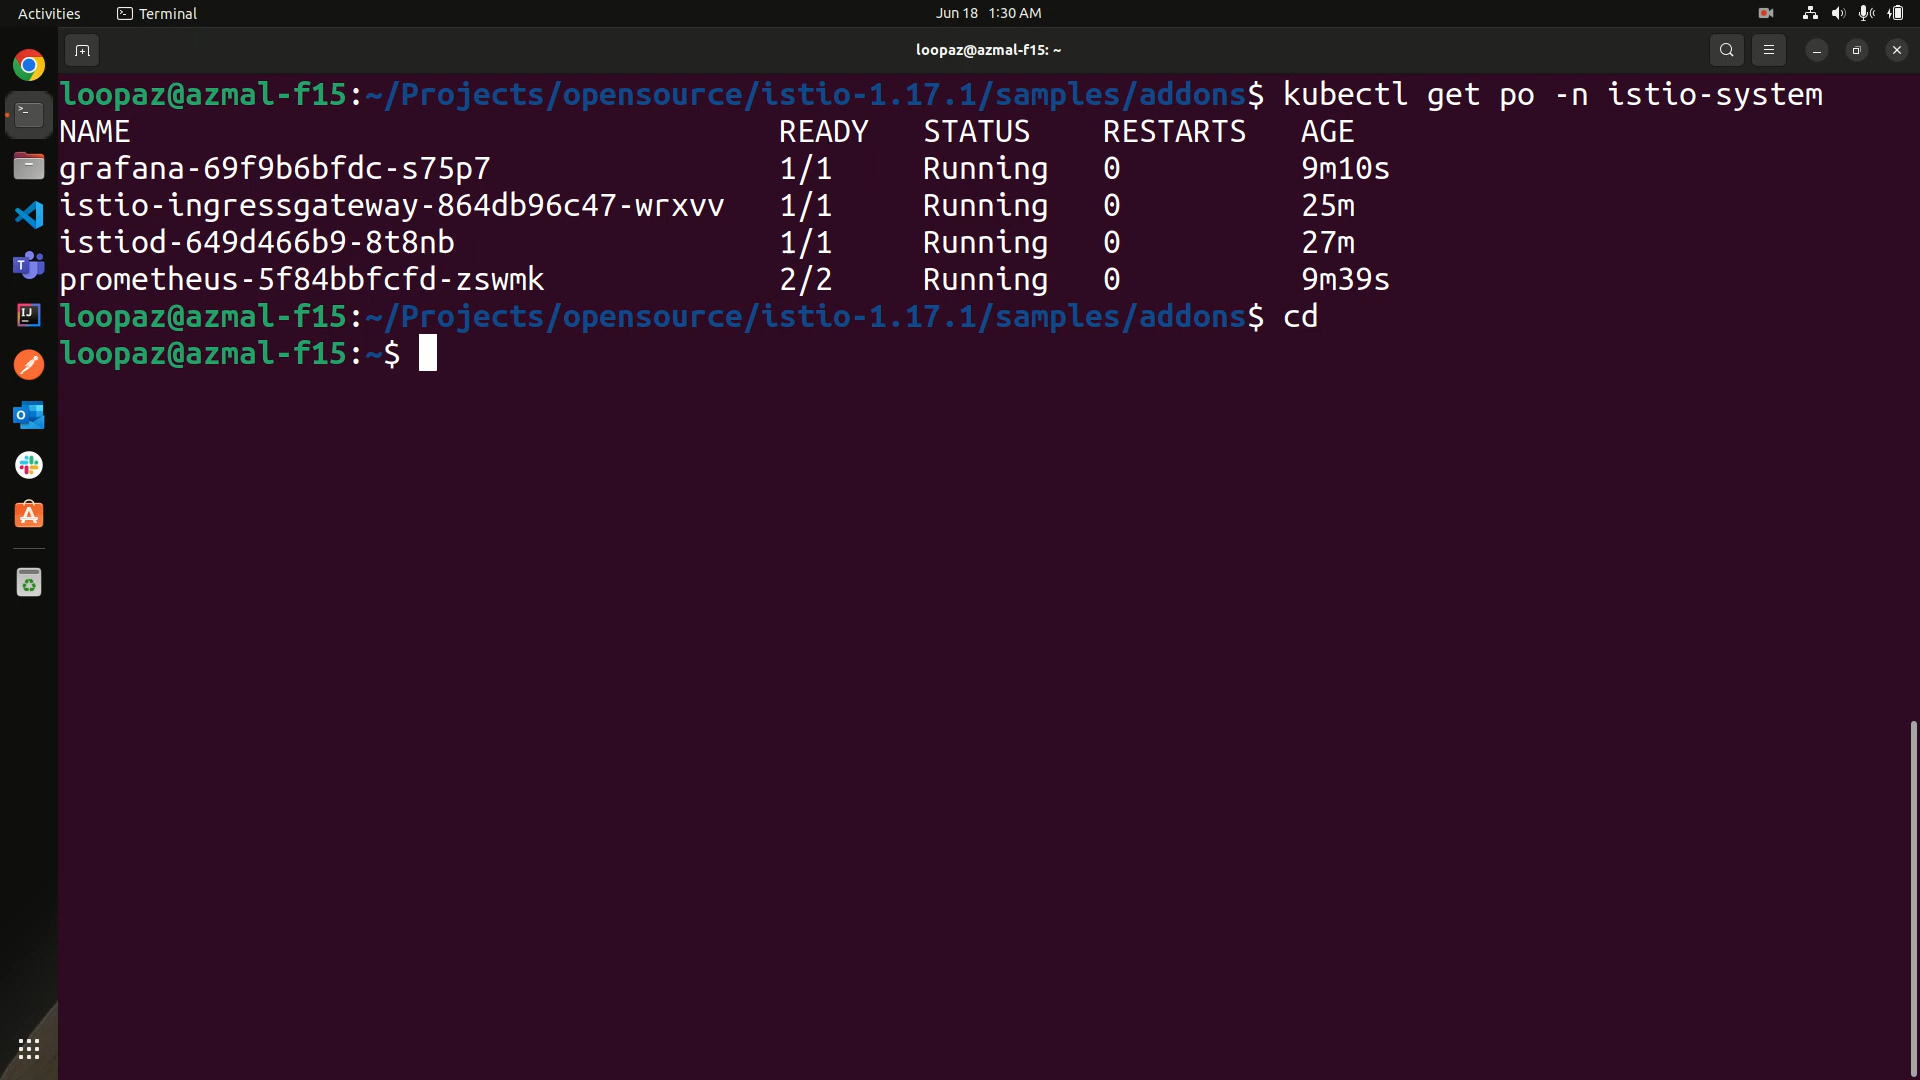 Activities Terminal Jun 18 1:30 AM
loopaz@azmal-f15: ~
loopaz@azmal-f15:~/Projects/opensource/istio-1.17.1/samples/addons$ kubectl get po -n istio-system
NAME READY STATUS RESTARTS AGE
grafana-69f9b6bfdc-s75p7 1/1 Running 0 9m10s
istio-ingressgateway-864db96c47-wrxvv 1/1 Running 0 25m
istiod-649d466b9-8t8nb 1/1 Running 0 27m
prometheus-5f84bbfcfd-zswmk 2/2 Running 0 9m39s
loopaz@azmal-f15:~/Projects/opensource/istio-1.17.1/samples/addons$ cd
loopaz@azmal-f15:~$